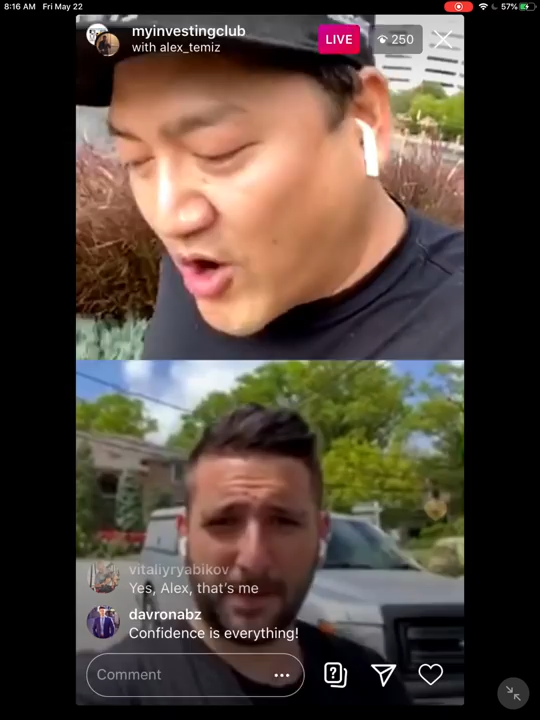 8:16 AM Fri May 22
57%
myinvestingclub
with alex_temiz
LIVE
250
vitaliyryabikov
Yes, Alex, that's me
davronabz
Confidence is everything!
Comment